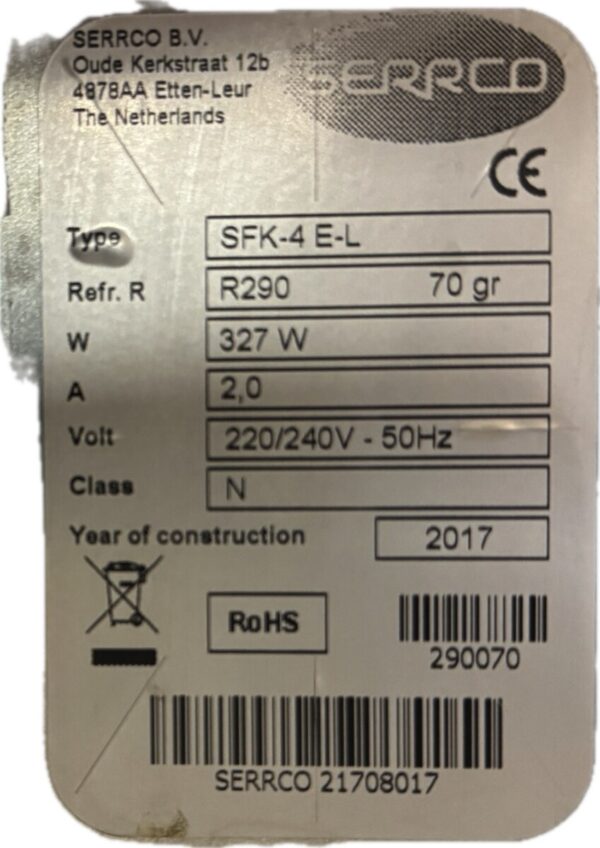 SERRCO B.V.
Oude Kerkstraat 12b
4878AA Etten-Leur
The Netherlands
SERRCO
CE
Type SFK-4 E-L
Refr. R R290 70 gr
W 327 W
A 2,0
Volt 220/240V - 50Hz
Class N
Year of construction 2017
RoHS
290070
SERRCO 21708017